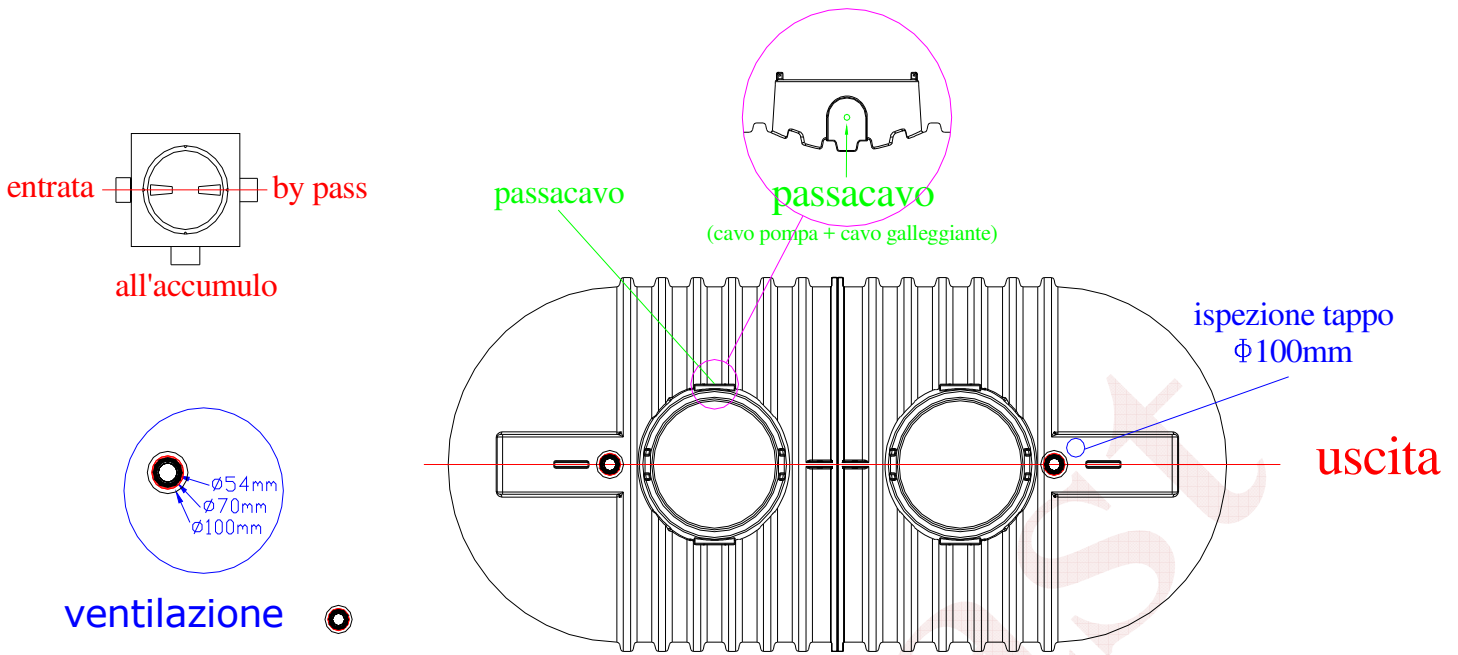 passacavo
(cavo pompa + cavo galleggiante)
entrata
by pass
all'accumulo
passacavo
ispezione tappo
Φ100mm
uscita
Ø54mm
Ø70mm
Ø100mm
ventilazione